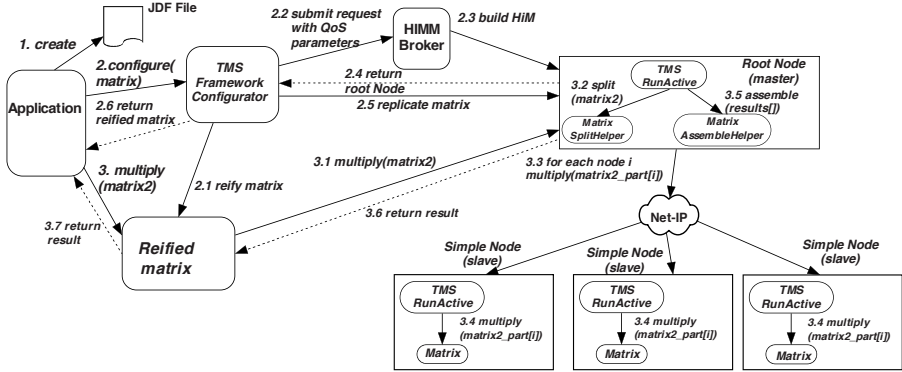 JDF File
1. create
2.2 submit request
with QoS
parameters
HIMM
Broker
2.3 build HiM
2.configure(
matrix)
TMS
Framework
Configurator
Application
2.4 return
root Node
2.5 replicate matrix
2.6 return
reified matrix
Root Node
(master)
TMS
RunActive
3.2 split
(matrix2)
3.5 assemble
(results[])
Matrix
SplitHelper
Matrix
AssembleHelper
3. multiply
(matrix2)
2.1 reify matrix
3.1 multiply(matrix2)
3.3 for each node i
multiply(matrix2_part[i])
3.6 return result
3.7 return
result
Reified
matrix
Net-IP
Simple Node
(slave)
Simple Node
(slave)
Simple Node
(slave)
TMS
RunActive
3.4 multiply
(matrix2_part[i])
Matrix
TMS
RunActive
3.4 multiply
(matrix2_part[i])
Matrix
TMS
RunActive
3.4 multiply
(matrix2_part[i])
Matrix